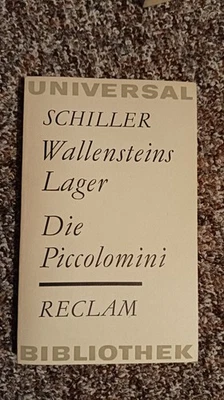 UNIVERSAL
SCHILLER
Wallensteins
Lager
Die
Piccolomini
RECLAM
BIBLIOTHEK